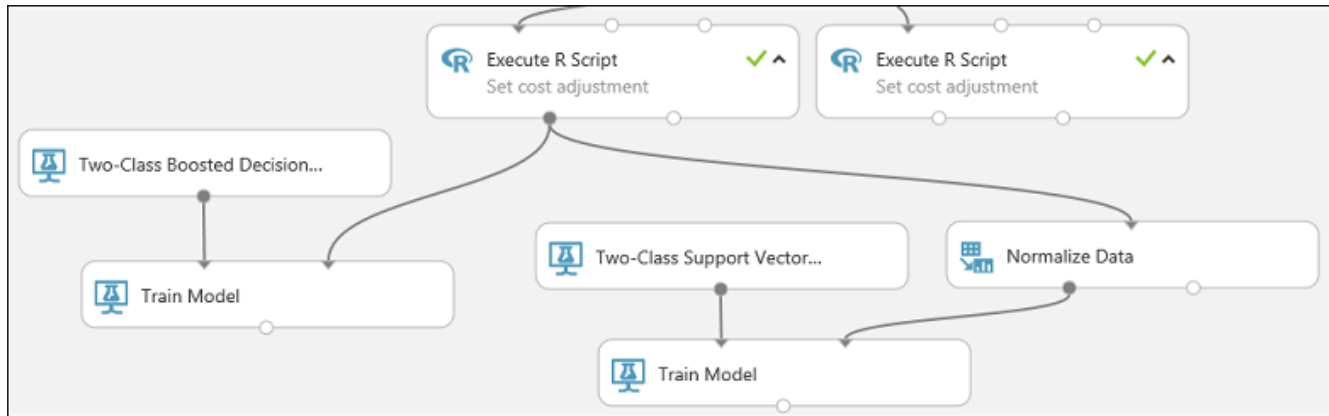 Execute R Script
Set cost adjustment
Execute R Script
Set cost adjustment
Two-Class Boosted Decision...
Two-Class Support Vector...
Normalize Data
Train Model
Train Model